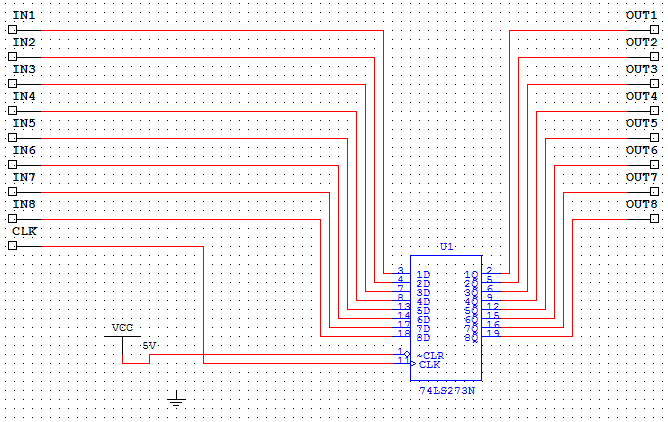 IN1 OUT1
IN2 OUT2
IN3 OUT3
IN4 OUT4
IN5 OUT5
IN6 OUT6
IN7 OUT7
IN8 OUT8
CLK
U1
3 1D 1Q 2
4 2D 2Q 5
7 3D 3Q 6
8 4D 4Q 9
13 5D 5Q 12
14 6D 6Q 15
17 7D 7Q 16
18 8D 8Q 19
VCC
5V
1 ~CLR
11 CLK
74LS273N